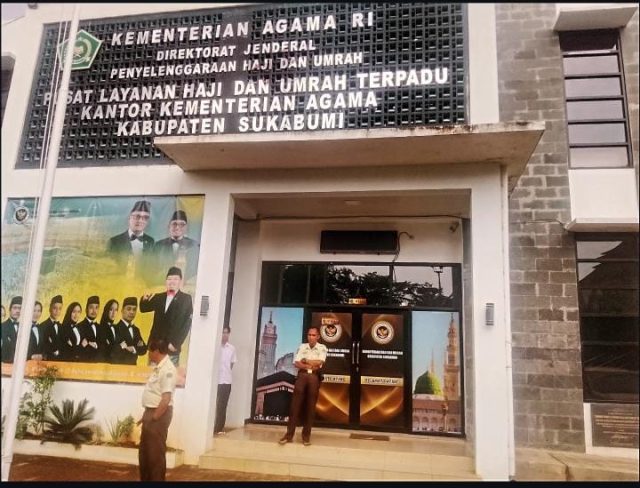 KEMENTERIAN AGAMA RI
DIREKTORAT JENDERAL
PENYELENGGARAAN HAJI DAN UMRAH
PUSAT LAYANAN HAJI DAN UMRAH TERPADU
KANTOR KEMENTERIAN AGAMA
KABUPATEN SUKABUMI